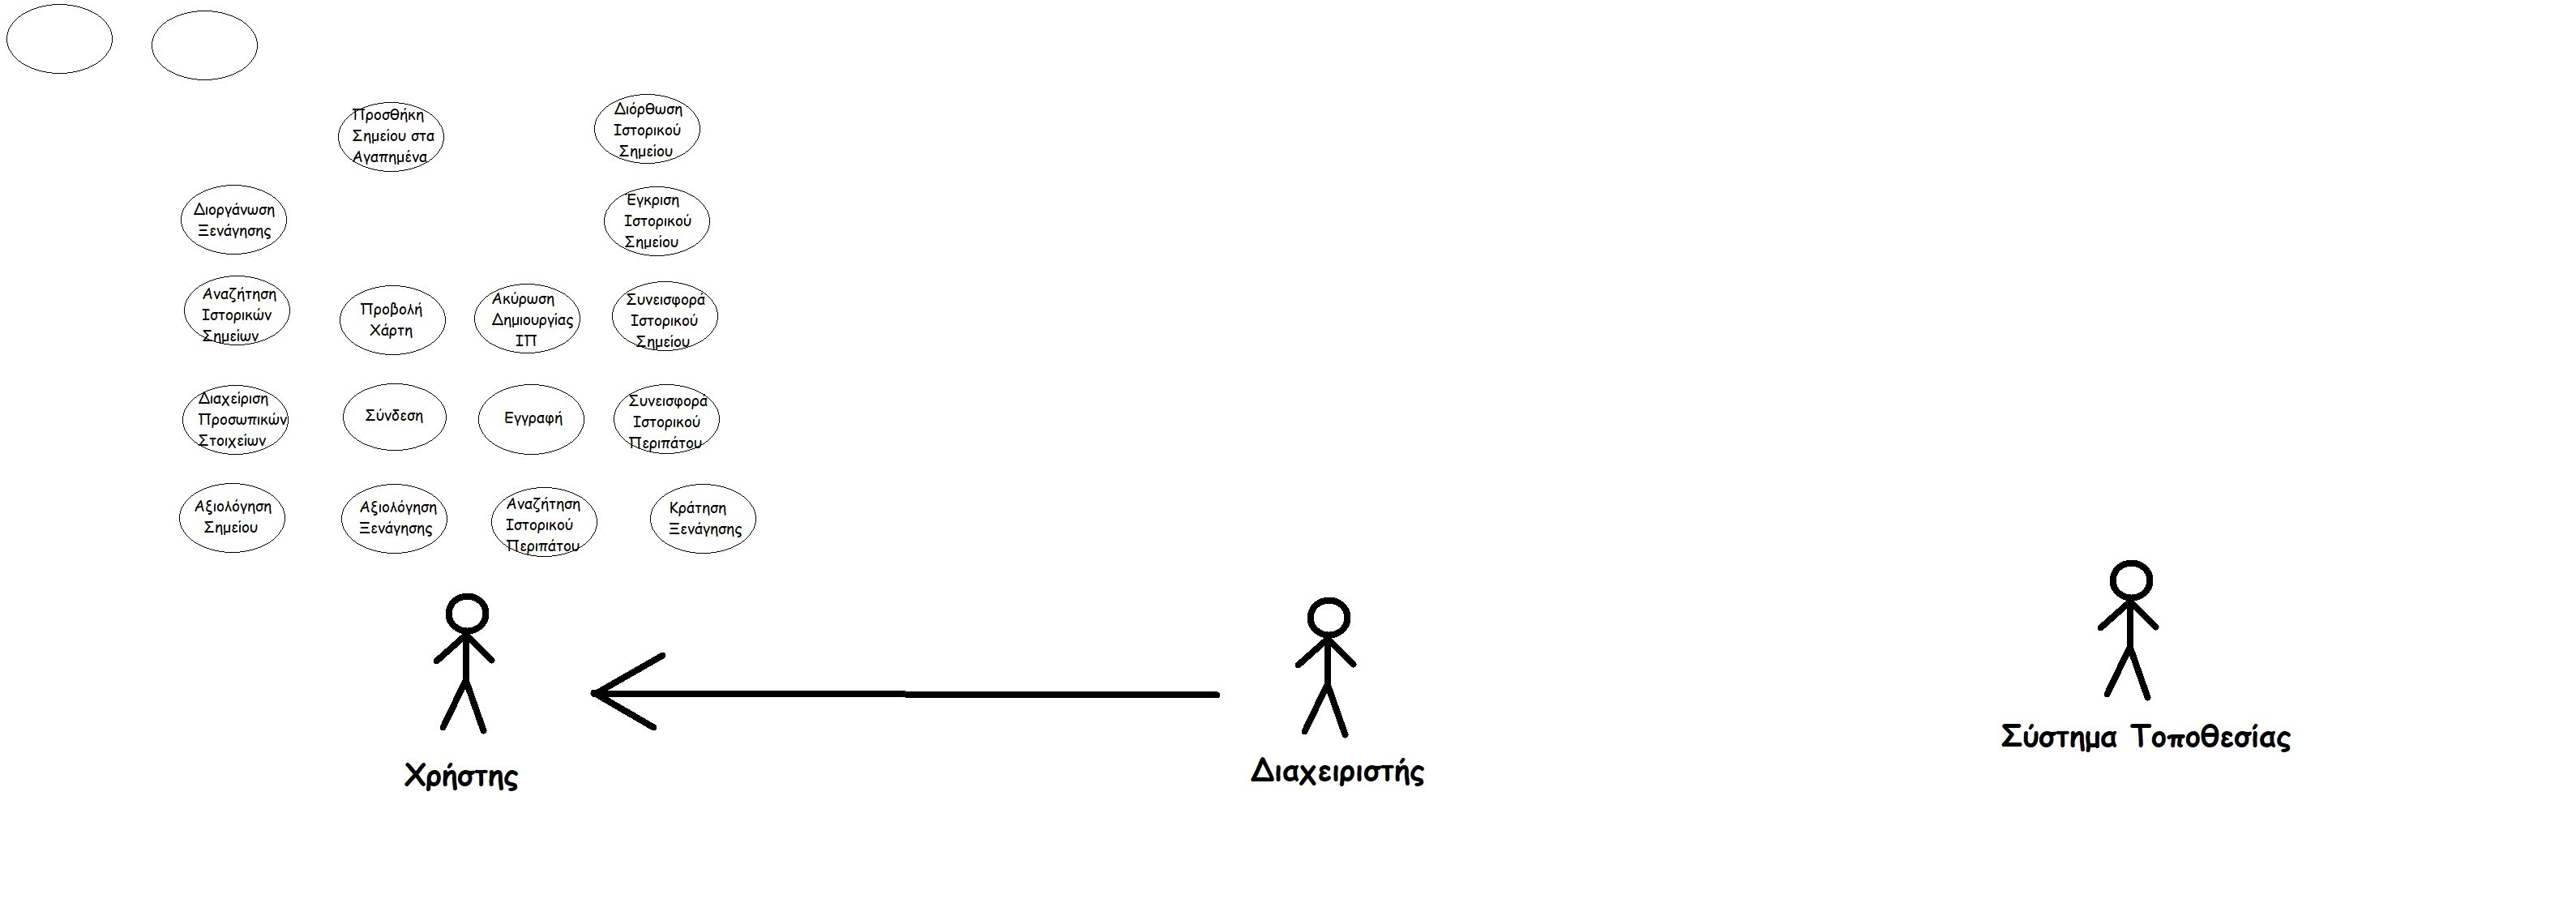 Προσθήκη
Σημείου στα
Αγαπημένα
Διόρθωση
Ιστορικού
Σημείου
Διοργάνωση
Ξενάγησης
Έγκριση
Ιστορικού
Σημείου
Αναζήτηση
Ιστορικών
Σημείων
Προβολή
Χάρτη
Ακύρωση
Δημιουργίας
ΙΠ
Συνεισφορά
Ιστορικού
Σημείου
Διαχείριση
Προσωπικών
Στοιχείων
Σύνδεση
Εγγραφή
Συνεισφορά
Ιστορικού
Περιπάτου
Αξιολόγηση
Σημείου
Αξιολόγηση
Ξενάγησης
Αναζήτηση
Ιστορικού
Περιπάτου
Κράτηση
Ξενάγησης
Χρήστης
Διαχειριστής
Σύστημα Τοποθεσίας